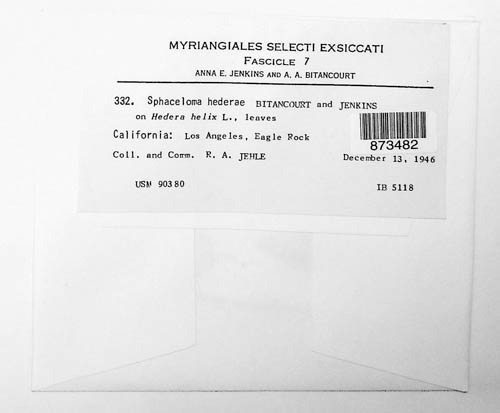 MYRIANGIALES SELECTI EXSICCATI
FASCICLE 7
ANNA E. JENKINS AND A. A. BITANCOURT
332. Sphaceloma hederae BITANCOURT and JENKINS
on Hedera helix L., leaves
California: Los Angeles, Eagle Rock
873482
Coll. and Comm. R. A. JEHLE
December 13, 1946
USM 90380
IB 5118